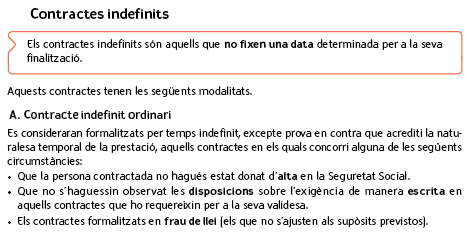 Contractes indefinits
Els contractes indefinits són aquells que no fixen una data determinada per a la seva
finalització.
Aquests contractes tenen les següents modalitats.
A. Contracte indefinit ordinari
Es consideraran formalitzats per temps indefinit, excepte prova en contra que acrediti la natu-
ralesa temporal de la prestació, aquells contractes en els quals concorri alguna de les següents
circumstàncies:
• Que la persona contractada no hagués estat donat d'alta en la Seguretat Social.
• Que no s'haguessin observat les disposicions sobre l'exigència de manera escrita en
aquells contractes que ho requereixin per a la seva validesa.
• Els contractes formalitzats en frau de llei (els que no s'ajusten als supòsits previstos).